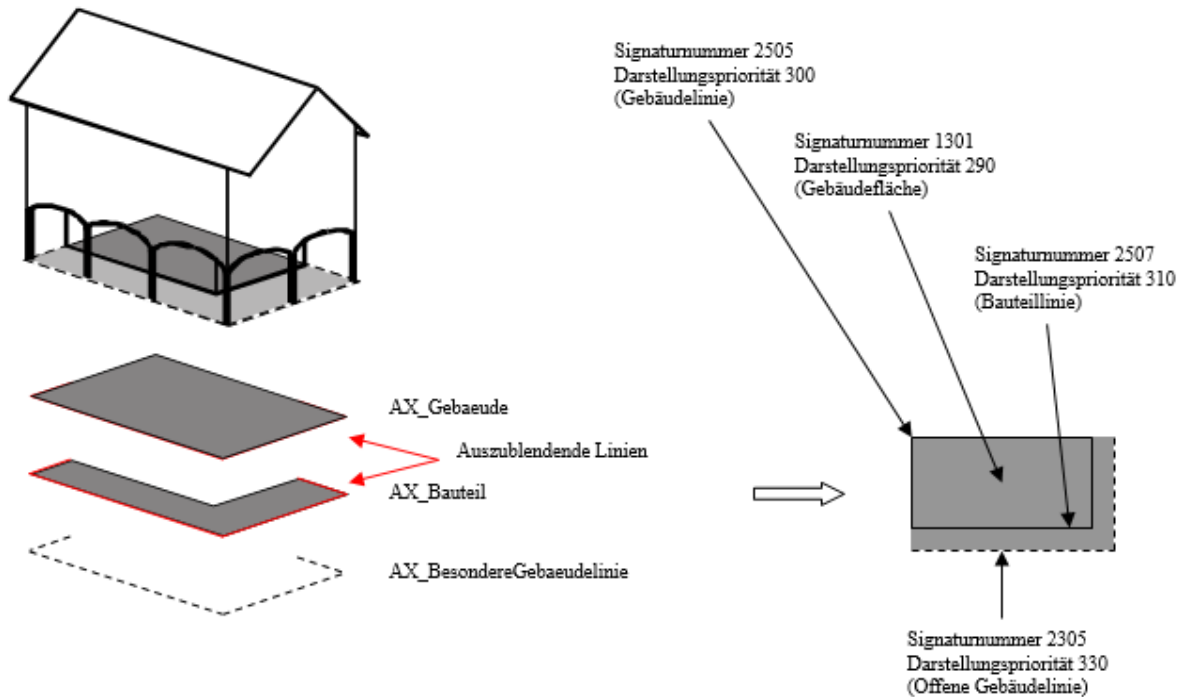 Signaturnummer 2505
Darstellungspriorität 300
(Gebäudelinie)
Signaturnummer 1301
Darstellungspriorität 290
(Gebäudefläche)
Signaturnummer 2507
Darstellungspriorität 310
(Bauteillinie)
AX_Gebaeude
Auszublendende Linien
AX_Bauteil
AX_BesondereGebaeudelinie
Signaturnummer 2305
Darstellungspriorität 330
(Offene Gebäudelinie)